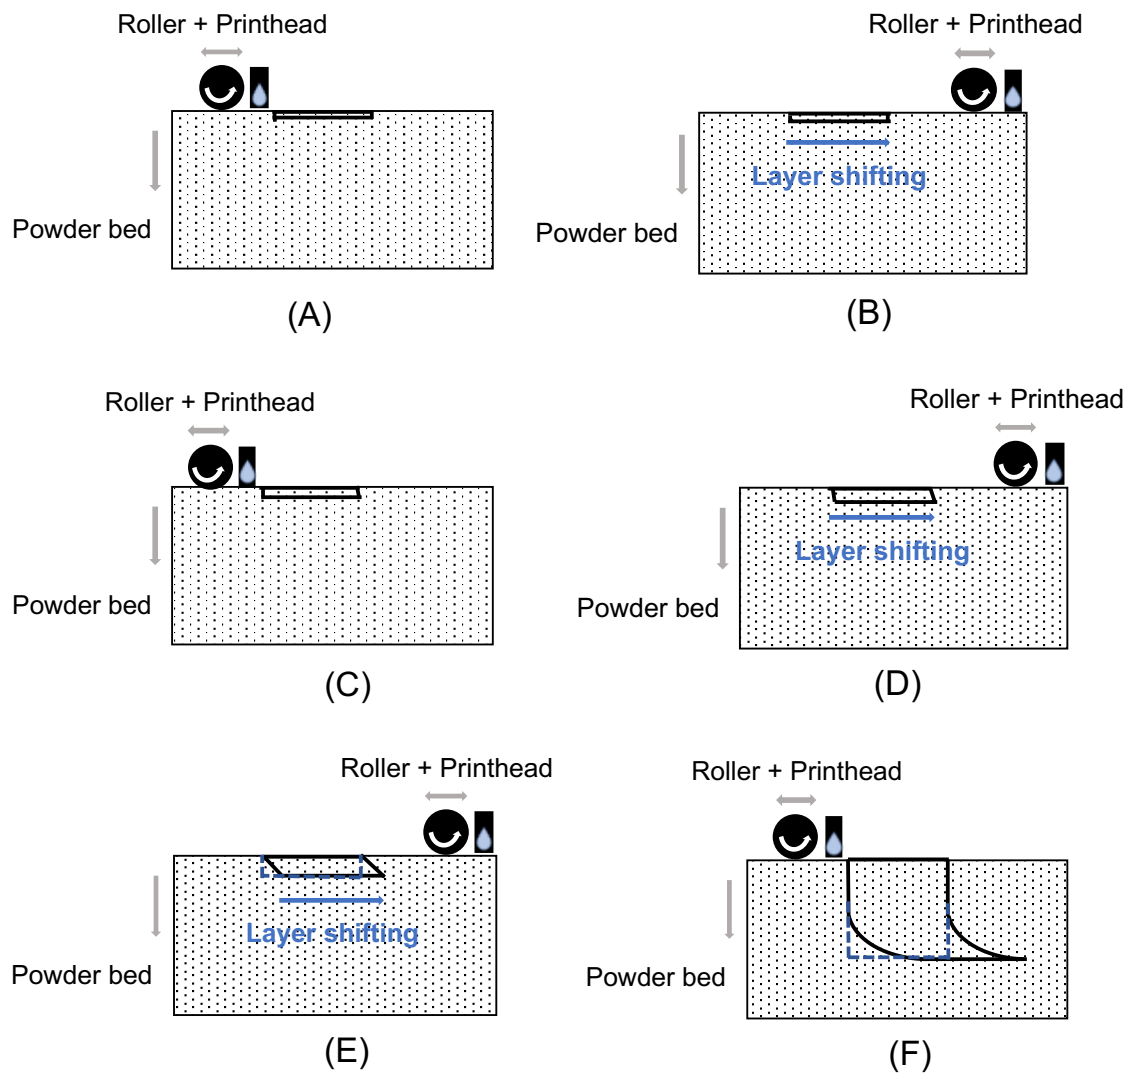 Roller + Printhead
Powder bed
(A)
Roller + Printhead
Layer shifting
Powder bed
(B)
Roller + Printhead
Powder bed
(C)
Roller + Printhead
Layer shifting
Powder bed
(D)
Roller + Printhead
Layer shifting
Powder bed
(E)
Roller + Printhead
Powder bed
(F)